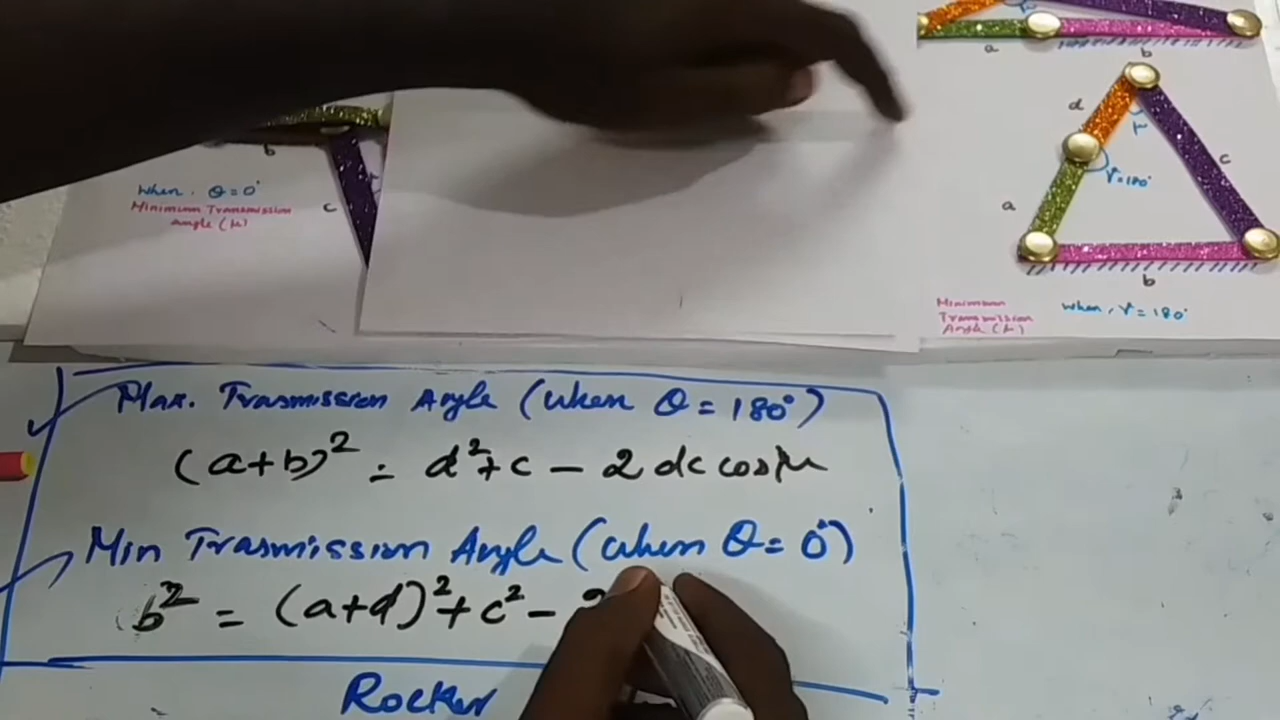 a
b
d
r
c
r=180°
a
b
Minimum
Transmission
Angle (μ)
When, r = 180°
b
When, θ = 0°
Minimum Transmission
angle (μ)
c
Max. Trasmission Angle (When θ = 180°)
(a+b)² = d²+c - 2dc cosμ
Min Trasmission Angle (When θ = 0°)
b² = (a+d)² + c² -
Rocker